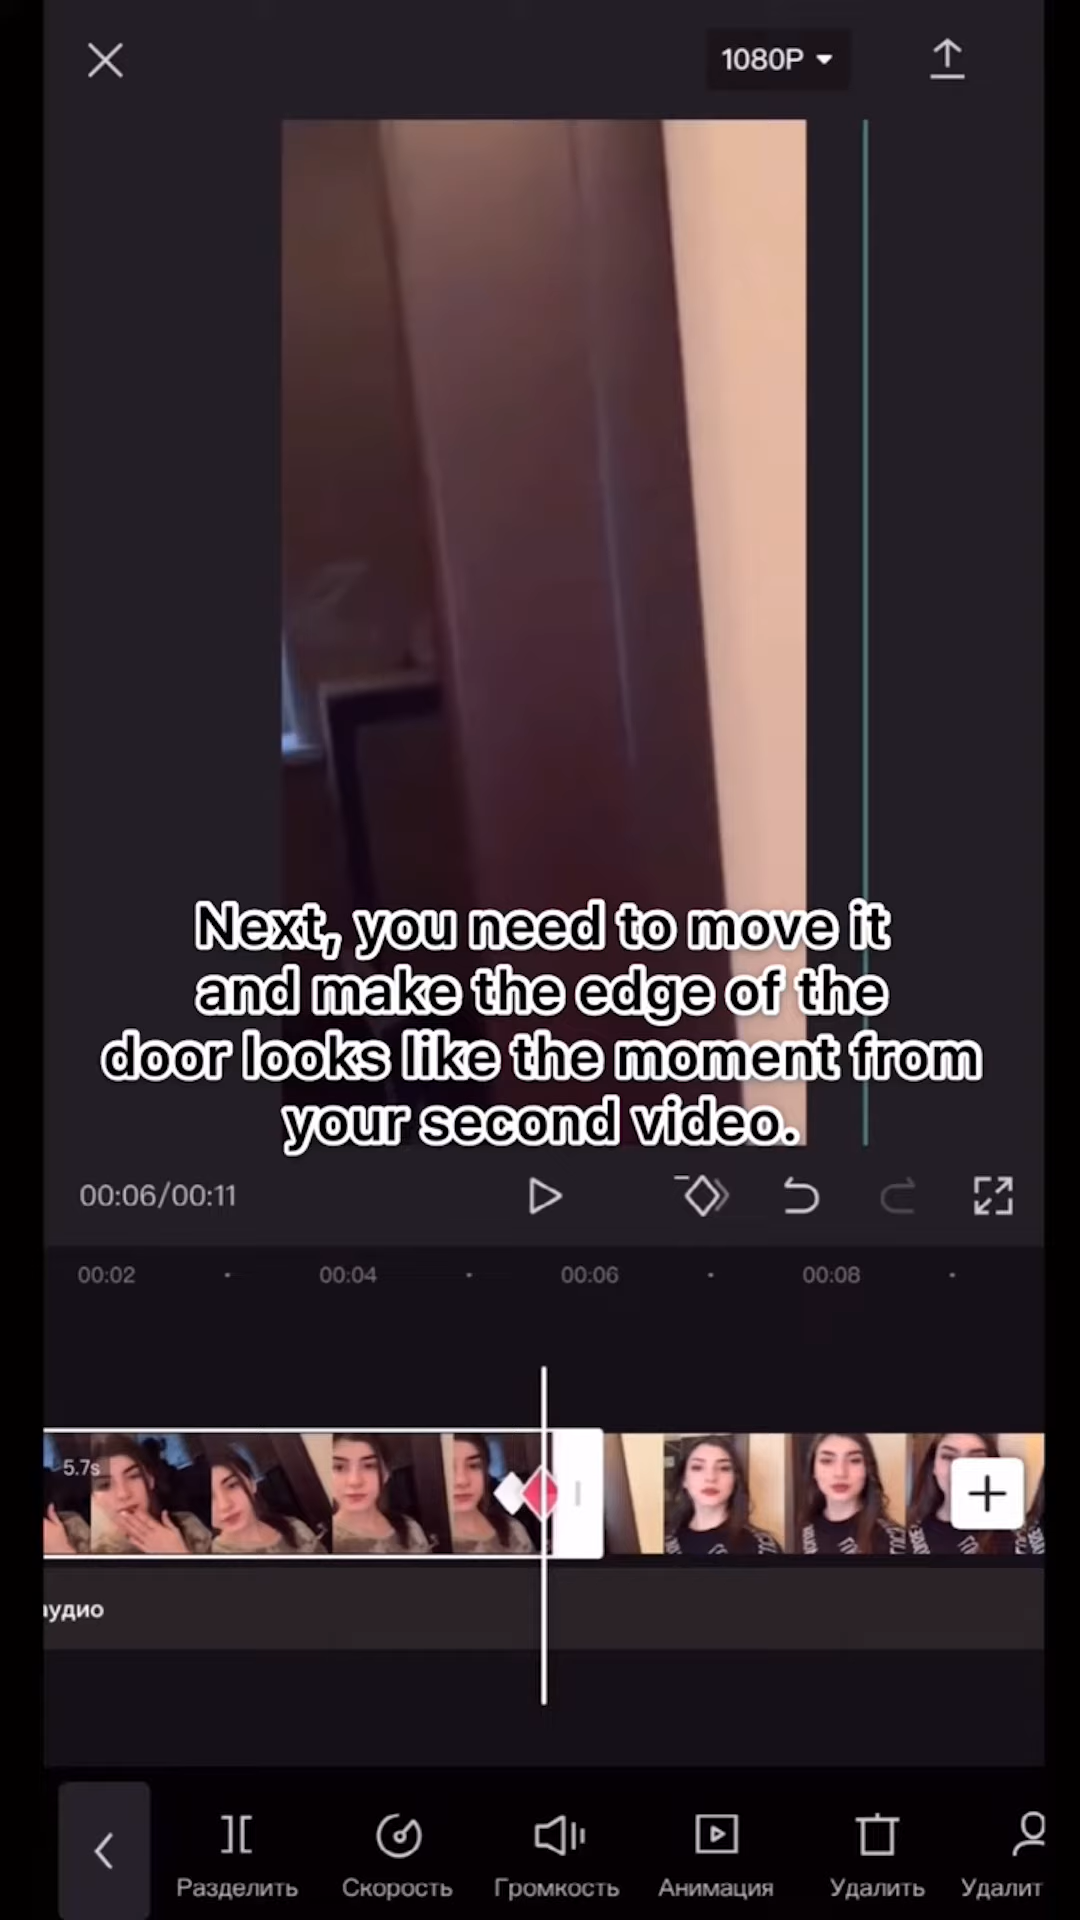 1080P
Next, you need to move it
and make the edge of the
door looks like the moment from
your second video.
00:06/00:11
00:02
00:04
00:06
00:08
5.7s
аудио
Разделить
Скорость
Громкость
Анимация
Удалить
Удалит